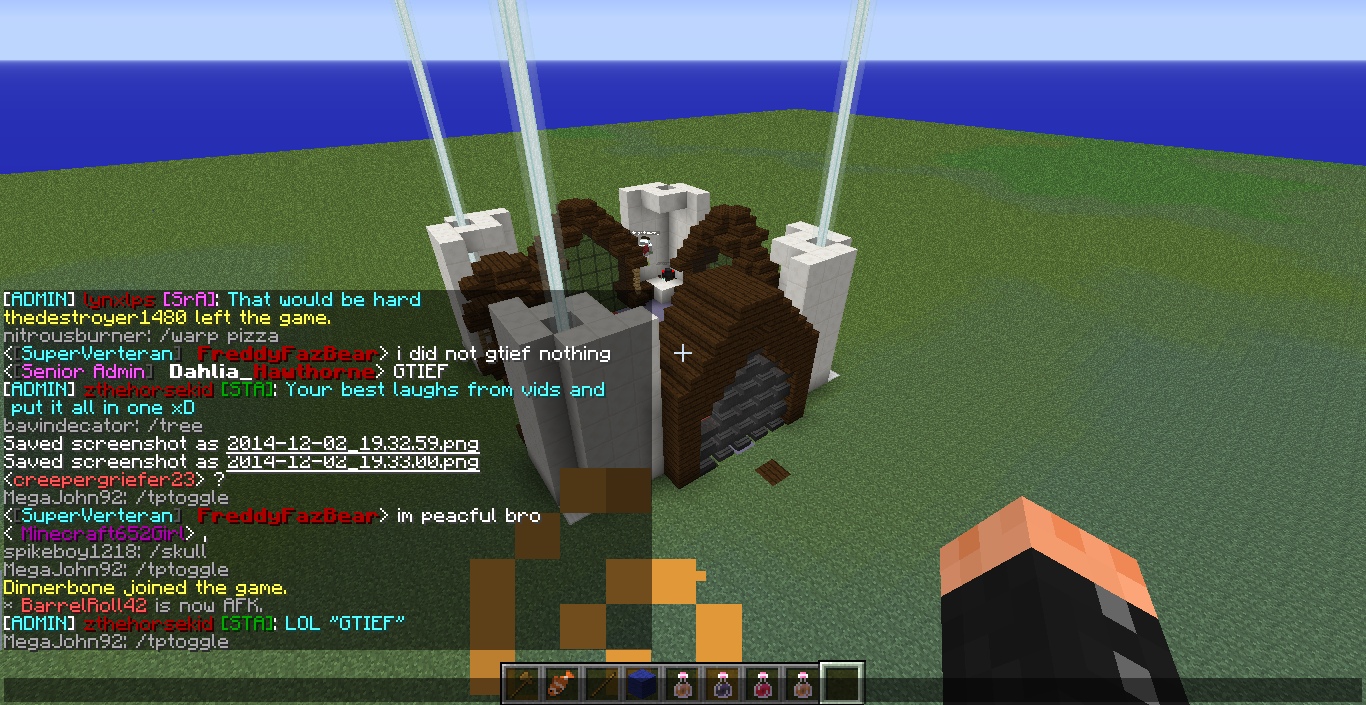 [ADMIN] lynxlps [SrA]: That would be hard
thedestroyer1480 left the game.
nitrousburner: /warp pizza
<[SuperVerteran] FreddyFazBear> i did not gtief nothing
<[Senior Admin] Dahlia_Hawthorne> GTIEF
[ADMIN] zthehorsekid [STA]: Your best laughs from vids and
put it all in one xD
bavindecator: /tree
Saved screenshot as 2014-12-02_19.32.59.png
Saved screenshot as 2014-12-02_19.33.00.png
<creepergriefer23> ?
MegaJohn92: /tptoggle
<[SuperVerteran] FreddyFazBear> im peacful bro
< Minecraft652Girl> ,
spikeboy1218: /skull
MegaJohn92: /tptoggle
Dinnerbone joined the game.
* BarrelRoll42 is now AFK.
[ADMIN] zthehorsekid [STA]: LOL "GTIEF"
MegaJohn92: /tptoggle